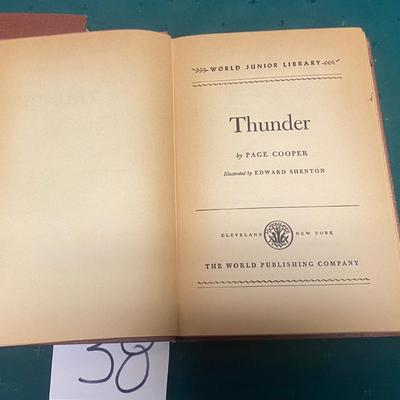 WORLD JUNIOR LIBRARY
Thunder
by PAGE COOPER
Illustrated by EDWARD SHENTON
CLEVELAND NEW YORK
THE WORLD PUBLISHING COMPANY
38